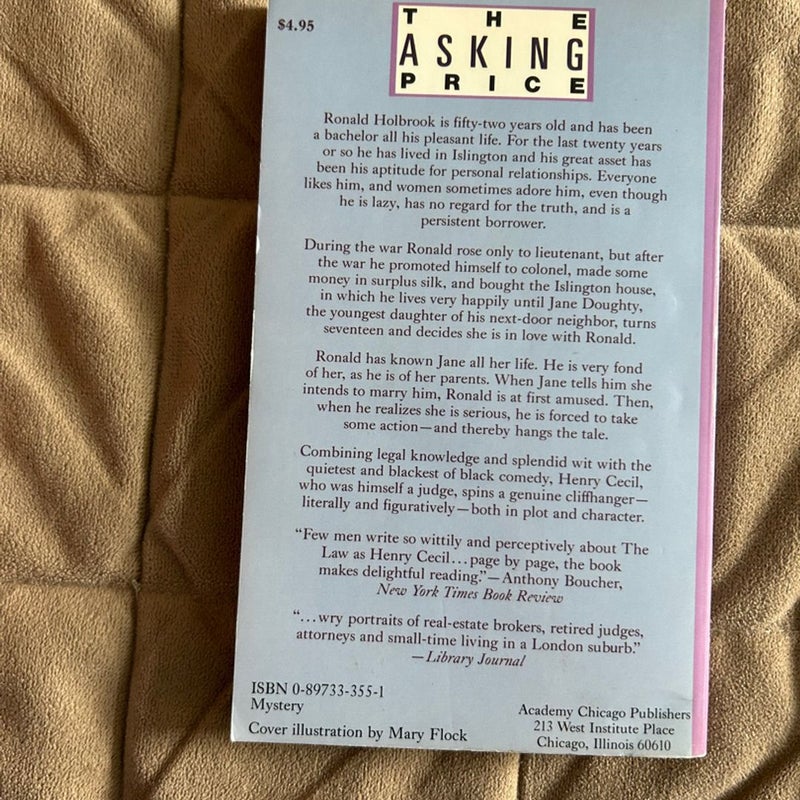 $4.95
THE
ASKING
PRICE
Ronald Holbrook is fifty-two years old and has been
a bachelor all his pleasant life. For the last twenty years
or so he has lived in Islington and his great asset has
been his aptitude for personal relationships. Everyone
likes him, and women sometimes adore him, even though
he is lazy, has no regard for the truth, and is a
persistent borrower.
During the war Ronald rose only to lieutenant, but after
the war he promoted himself to colonel, made some
money in surplus silk, and bought the Islington house,
in which he lives very happily until Jane Doughty,
the youngest daughter of his next-door neighbor, turns
seventeen and decides she is in love with Ronald.
Ronald has known Jane all her life. He is very fond
of her, as he is of her parents. When Jane tells him she
intends to marry him, Ronald is at first amused. Then,
when he realizes she is serious, he is forced to take
some action—and thereby hangs the tale.
Combining legal knowledge and splendid wit with the
quietest and blackest of black comedy, Henry Cecil,
who was himself a judge, spins a genuine cliffhanger—
literally and figuratively—both in plot and character.
“Few men write so wittily and perceptively about The
Law as Henry Cecil…page by page, the book
makes delightful reading.”—Anthony Boucher,
New York Times Book Review
“…wry portraits of real-estate brokers, retired judges,
attorneys and small-time living in a London suburb.”
—Library Journal
ISBN 0-89733-355-1
Mystery
Cover illustration by Mary Flock
Academy Chicago Publishers
213 West Institute Place
Chicago, Illinois 60610